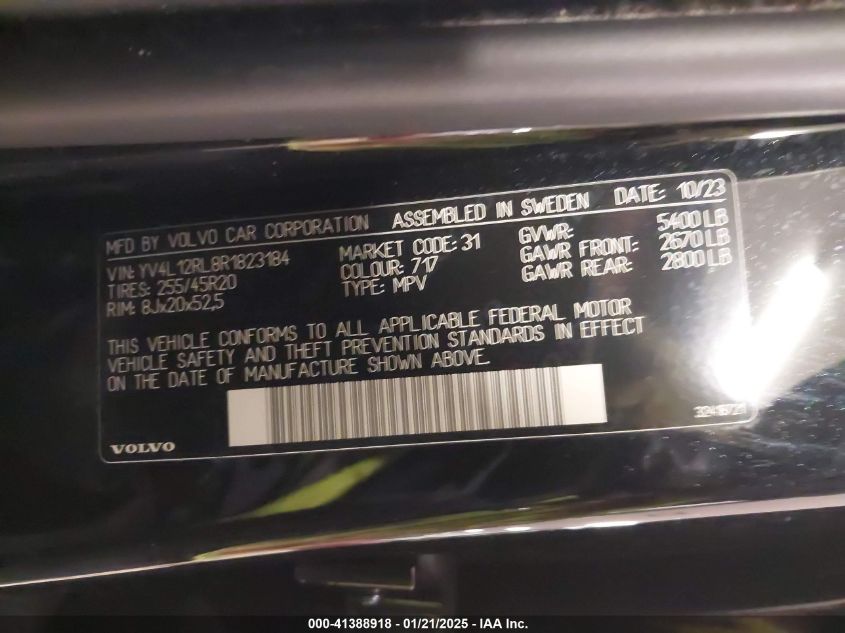 MFD BY VOLVO CAR CORPORATION ASSEMBLED IN SWEDEN DATE: 10/23
VIN: YV4L12RL8R1823184 MARKET CODE: 31 GVWR: 5400 LB
TIRES: 255/45R20 COLOUR: 717 GAWR FRONT: 2670 LB
RIM: 8Jx20x52,5 TYPE: MPV GAWR REAR: 2800 LB
THIS VEHICLE CONFORMS TO ALL APPLICABLE FEDERAL MOTOR
VEHICLE SAFETY AND THEFT PREVENTION STANDARDS IN EFFECT
ON THE DATE OF MANUFACTURE SHOWN ABOVE.
VOLVO
000-41388918 / 01/21/2025 - IAA Inc.